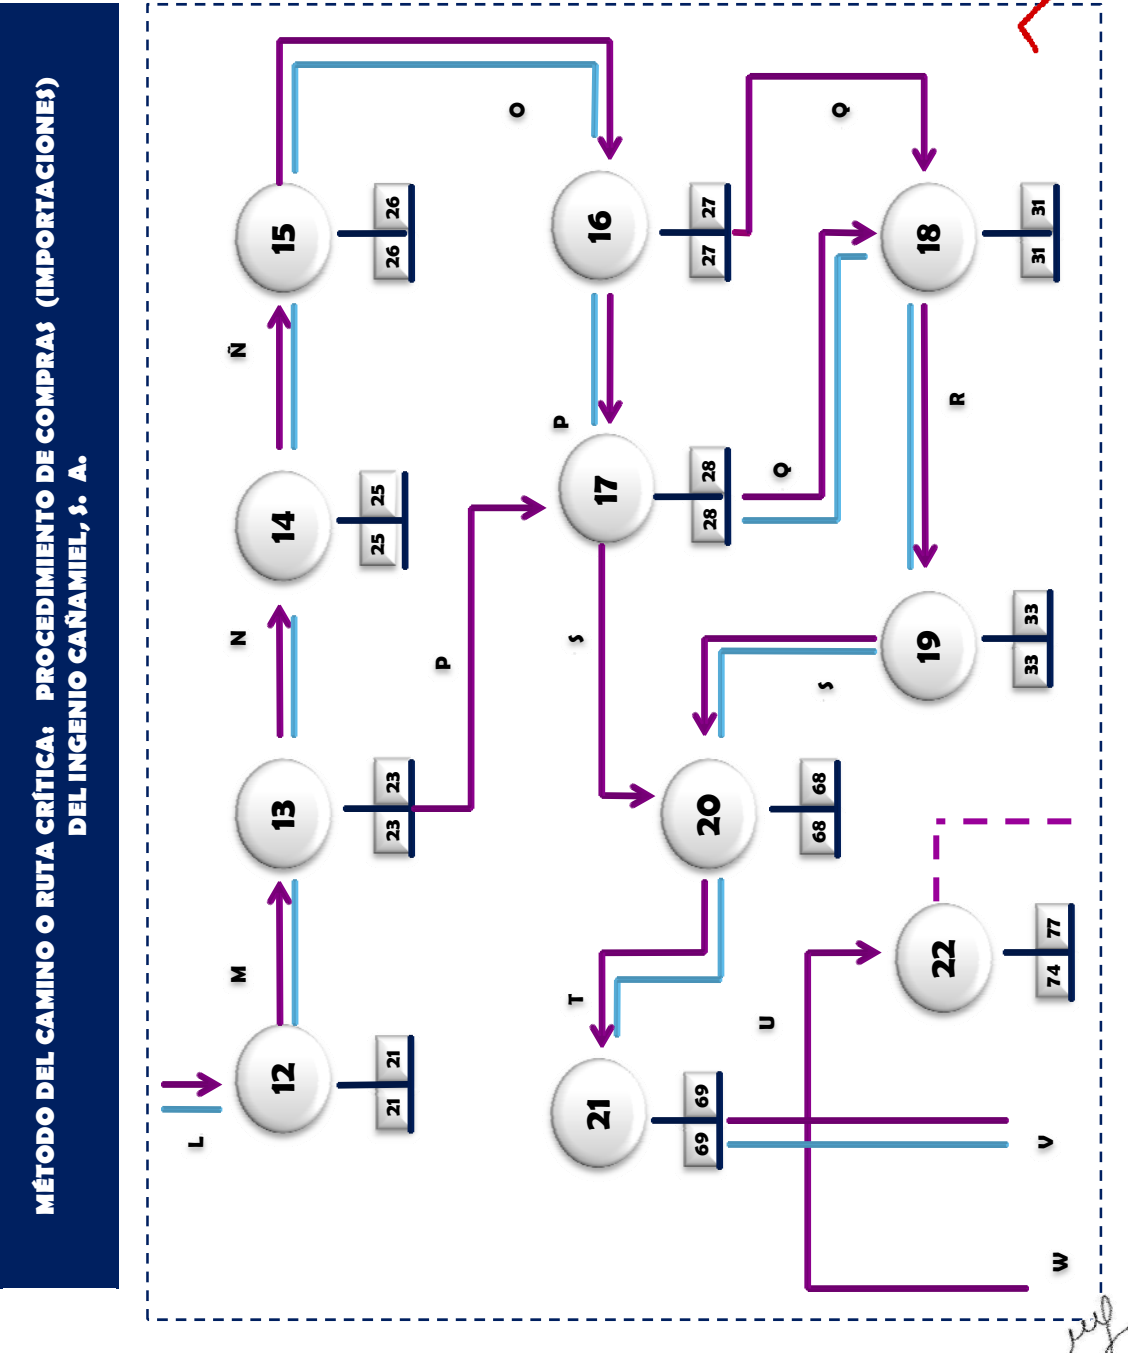 MÉTODO DEL CAMINO O RUTA CRÍTICA: PROCEDIMIENTO DE COMPRAS (IMPORTACIONES)
DEL INGENIO CAÑAMIEL, S. A.
L
M N Ñ
12 13 14 15
21 21 23 23 25 25 26 26
P O
P
T S
21 17 16
69 69 28 28 27 27
20
U Q
68 68 S Q
22 19 18
R
33 33 31 31
V 74 77
W